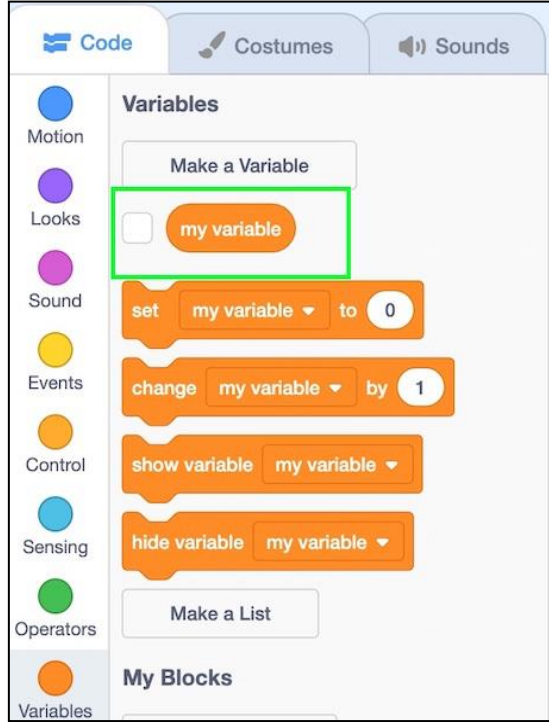 Code Costumes Sounds
Motion
Looks
Sound
Events
Control
Sensing
Operators
Variables
Variables
Make a Variable
my variable
set my variable to 0
change my variable by 1
show variable my variable
hide variable my variable
Make a List
My Blocks